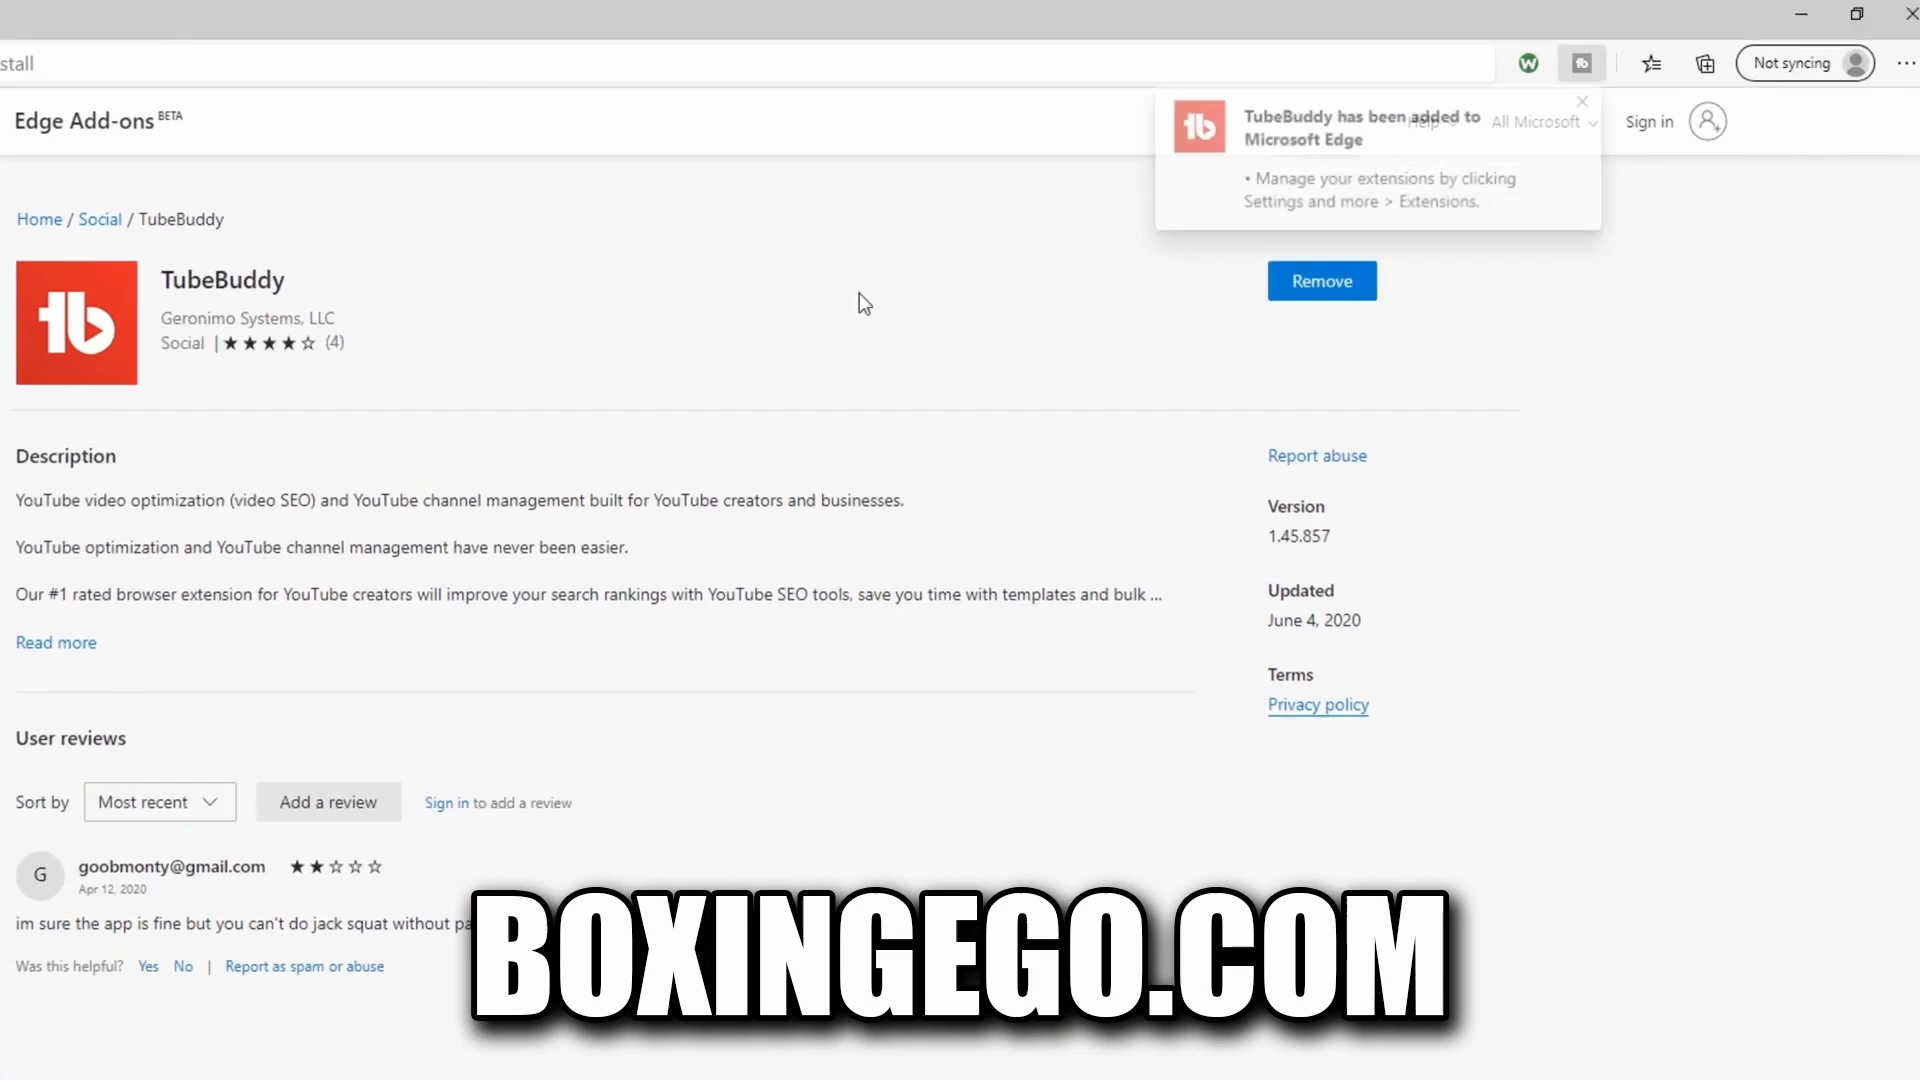 stall
Not syncing
Edge Add-ons BETA
TubeBuddy has been added to
Microsoft Edge
• Manage your extensions by clicking
Settings and more > Extensions.
Help
All Microsoft
Sign in
Home / Social / TubeBuddy
TubeBuddy
Geronimo Systems, LLC
Social | ★★★★☆ (4)
Remove
Description
YouTube video optimization (video SEO) and YouTube channel management built for YouTube creators and businesses.
YouTube optimization and YouTube channel management have never been easier.
Our #1 rated browser extension for YouTube creators will improve your search rankings with YouTube SEO tools, save you time with templates and bulk ...
Read more
Report abuse
Version
1.45.857
Updated
June 4, 2020
Terms
Privacy policy
User reviews
Sort by Most recent Add a review Sign in to add a review
G
goobmonty@gmail.com ★★☆☆☆
Apr 12, 2020
im sure the app is fine but you can't do jack squat without pa
Was this helpful? Yes No | Report as spam or abuse
BOXINGEGO.COM